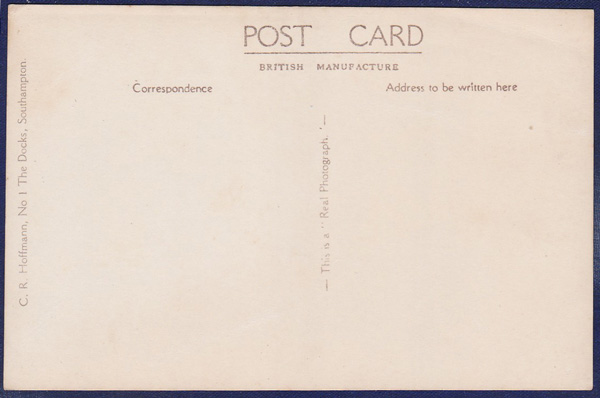 POST CARD
BRITISH MANUFACTURE
Correspondence
Address to be written here
C. R. Hoffmann, No 1 The Docks, Southampton.
— This is a " Real Photograph. ' —